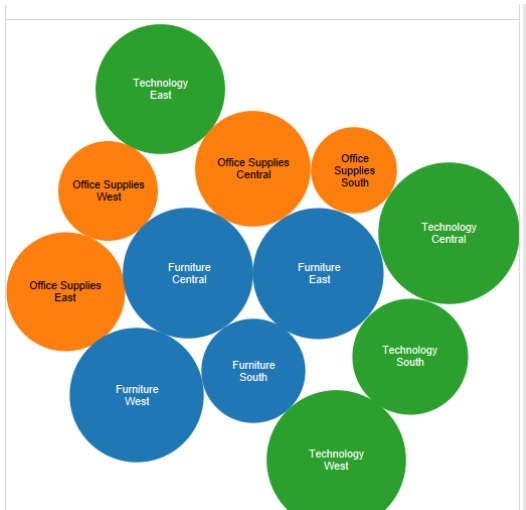 Technology
East
Office Supplies
Central
Office
Supplies
South
Office Supplies
West
Technology
Central
Furniture
Central
Furniture
East
Office Supplies
East
Technology
South
Furniture
South
Furniture
West
Technology
West